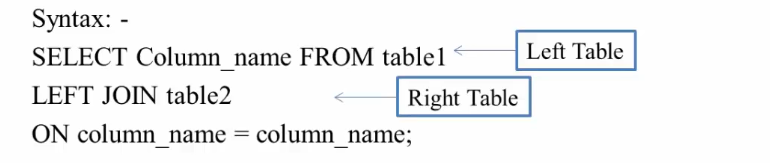 Syntax: -
SELECT Column_name FROM table1 Left Table
LEFT JOIN table2 Right Table
ON column_name = column_name;